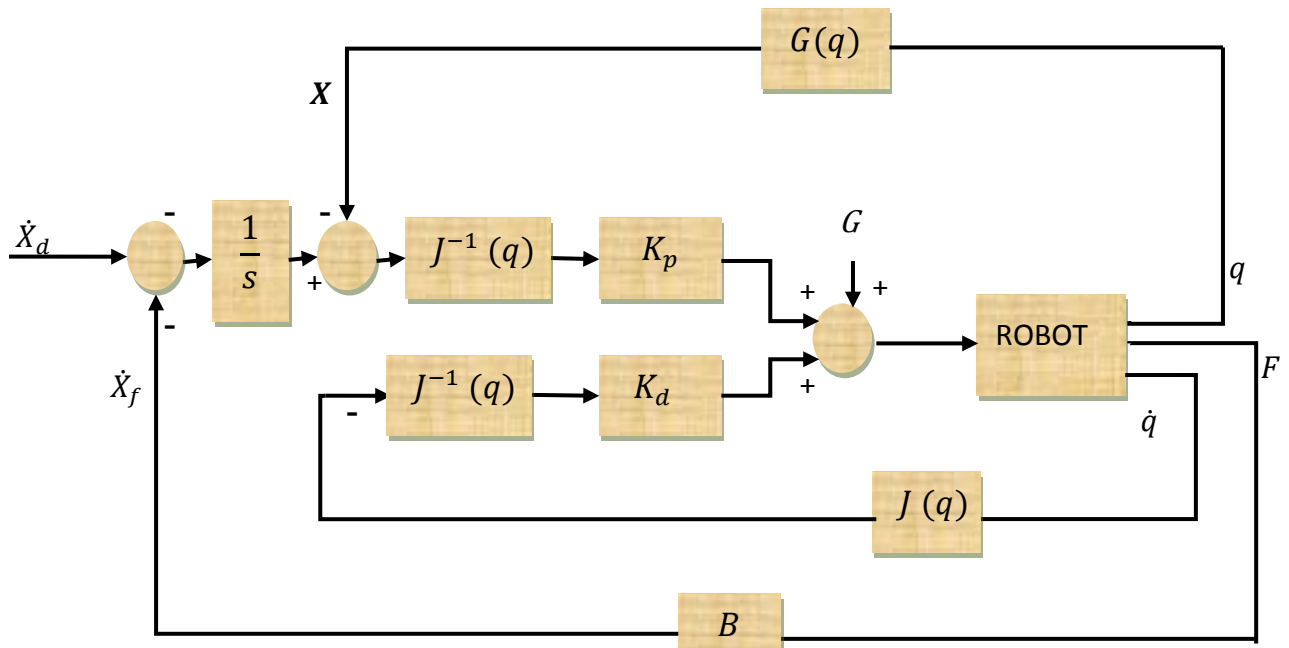 G(q)
X
Ẋ_d
-
1/s
-
+
J⁻¹ (q)
K_p
G
+
+
q
ROBOT
-
Ẋ_f
-
J⁻¹ (q)
K_d
+
F
q̇
J (q)
B